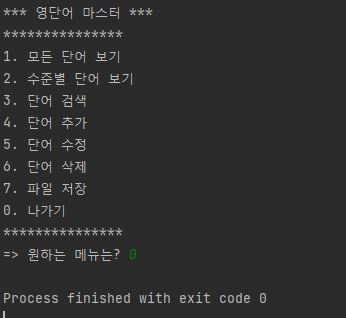 *** 영단어 마스터 ***
***************
1. 모든 단어 보기
2. 수준별 단어 보기
3. 단어 검색
4. 단어 추가
5. 단어 수정
6. 단어 삭제
7. 파일 저장
0. 나가기
***************
=> 원하는 메뉴는? 0
Process finished with exit code 0